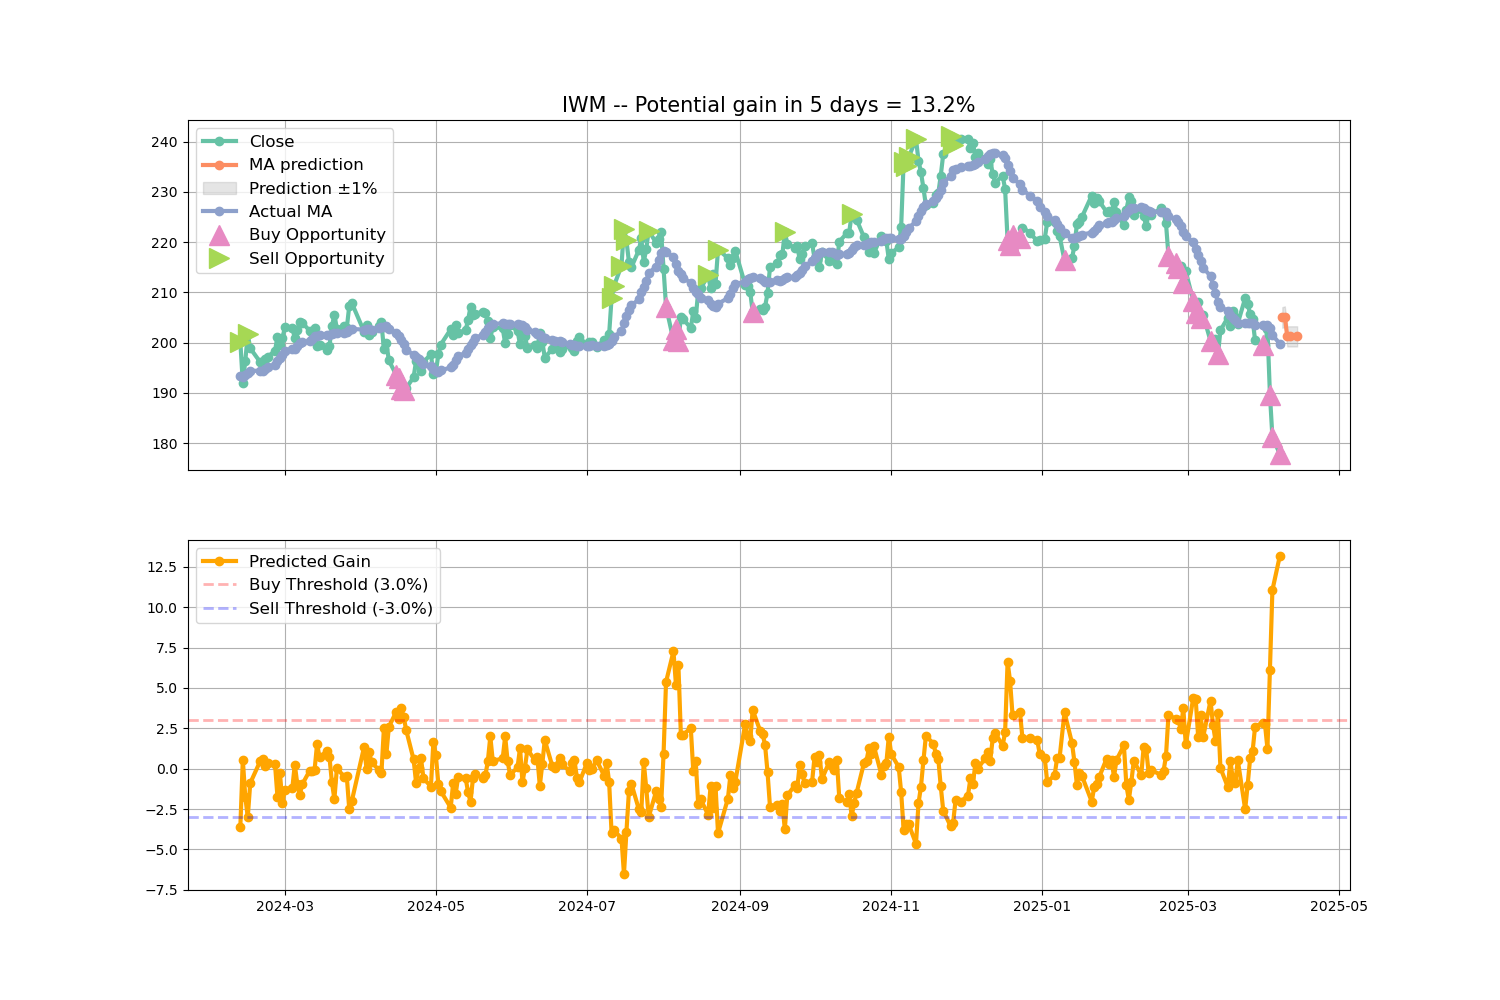 IWM -- Potential gain in 5 days = 13.2%
240
230
220
210
200
190
180
Close
MA prediction
Prediction ±1%
Actual MA
Buy Opportunity
Sell Opportunity
12.5
10.0
7.5
5.0
2.5
0.0
−2.5
−5.0
−7.5
Predicted Gain
Buy Threshold (3.0%)
Sell Threshold (-3.0%)
2024-03
2024-05
2024-07
2024-09
2024-11
2025-01
2025-03
2025-05